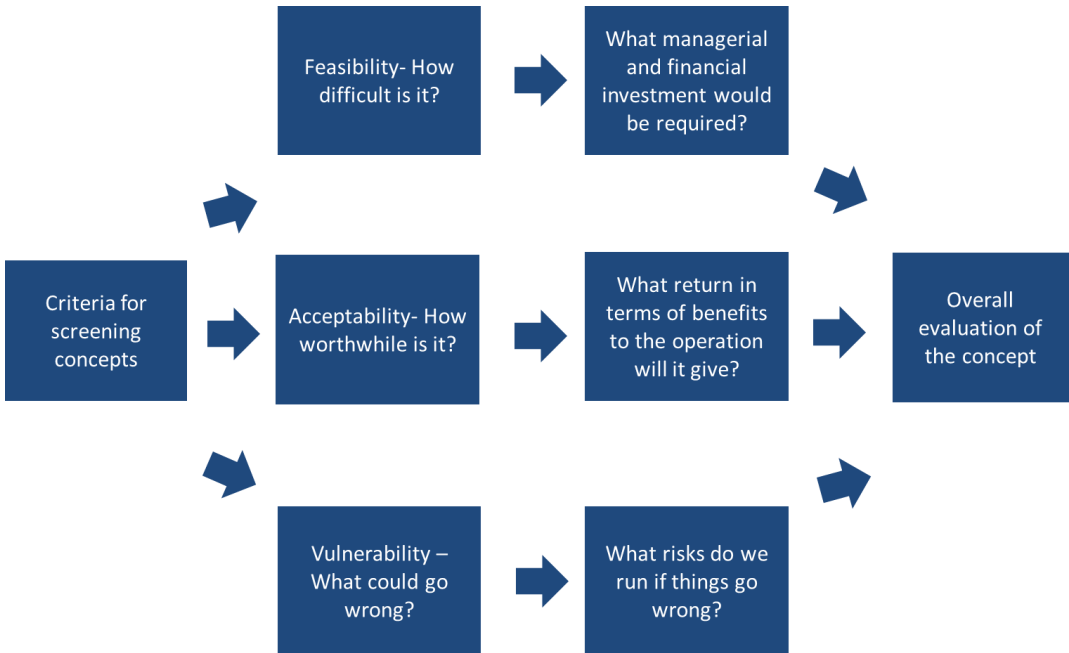 Feasibility- How
difficult is it?
What managerial
and financial
investment would
be required?
Criteria for
screening
concepts
Acceptability- How
worthwhile is it?
What return in
terms of benefits
to the operation
will it give?
Overall
evaluation of
the concept
Vulnerability –
What could go
wrong?
What risks do we
run if things go
wrong?